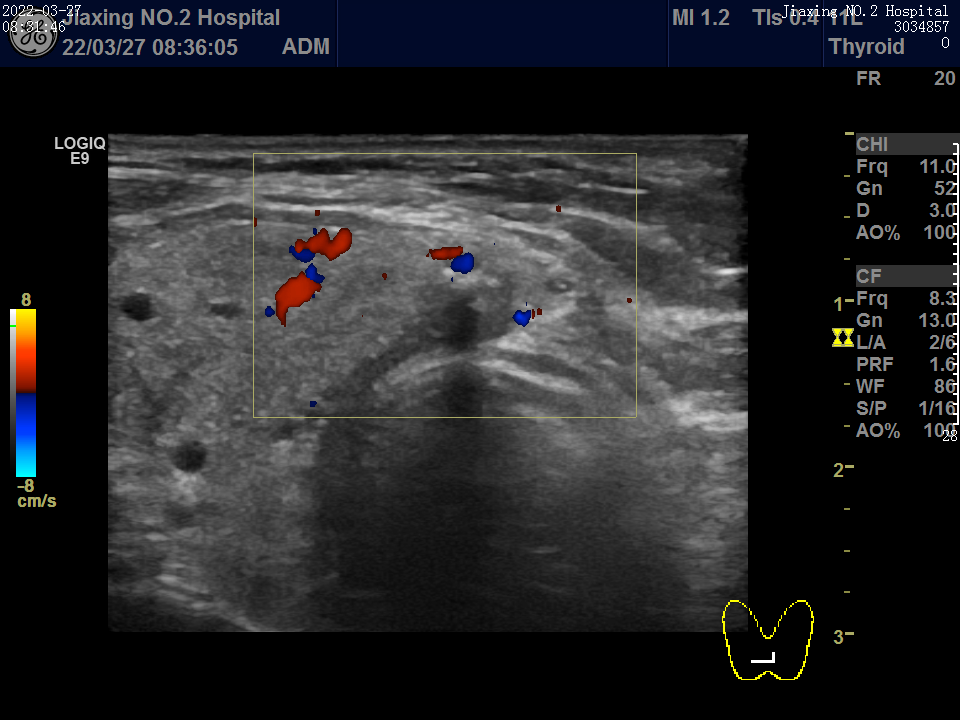 2022-03-27
08:31:46
Jiaxing NO.2 Hospital
22/03/27 08:36:05 ADM
MI 1.2 TIs 0.4 11L
Thyroid
Jiaxing NO.2 Hospital
3034857
0
LOGIQ
E9
FR 20
CHI
Frq 11.0
Gn 52
D 3.0
AO% 100
CF
Frq 8.3
Gn 13.0
L/A 2/6
PRF 1.6
WF 86
S/P 1/16
AO% 100
28
8
-8
cm/s
1
2
3